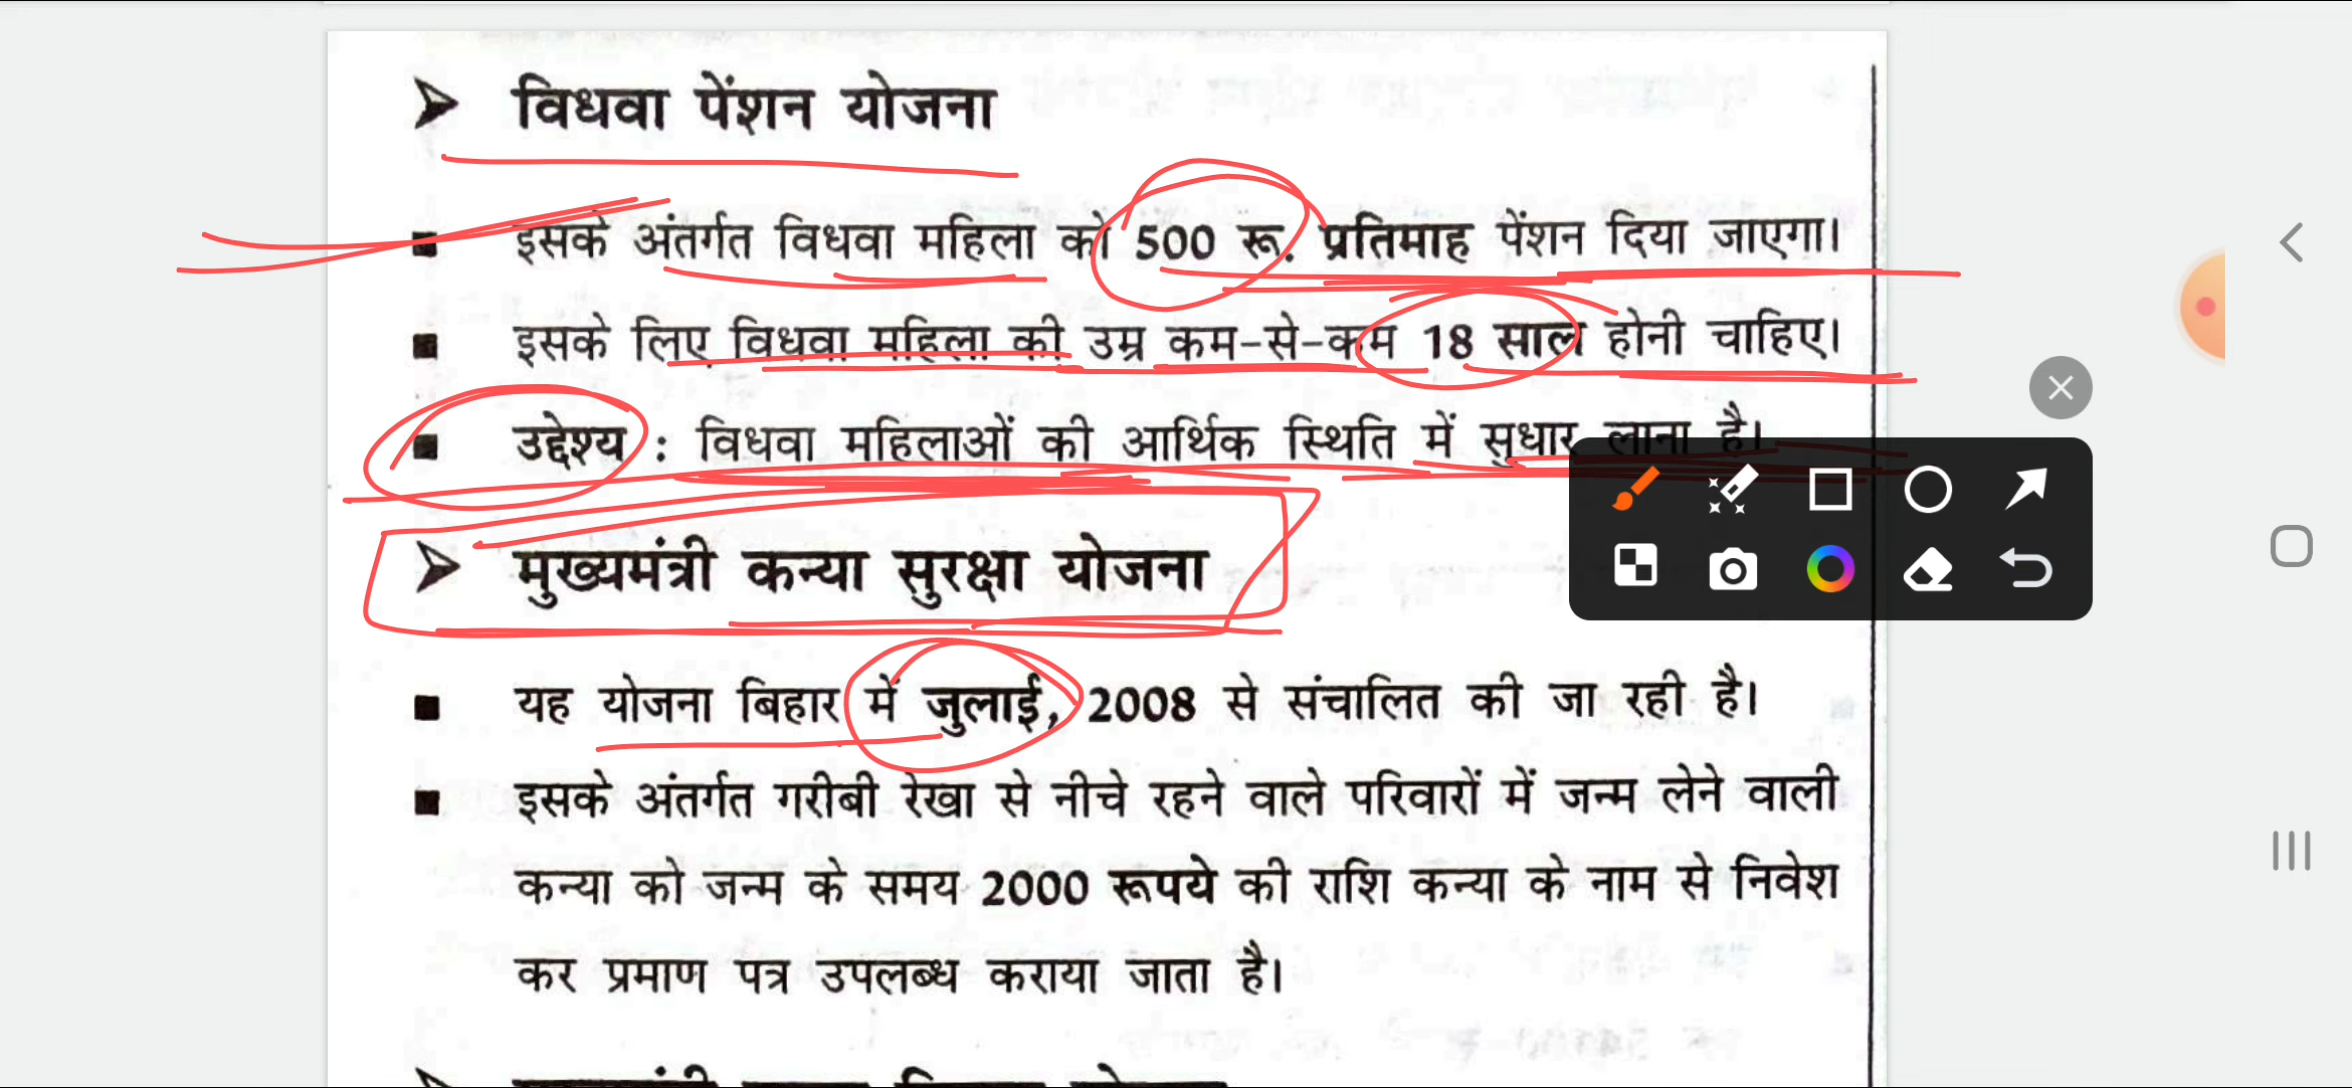 ➤ विधवा पेंशन योजना
▪ इसके अंतर्गत विधवा महिला को 500 रू. प्रतिमाह पेंशन दिया जाएगा।
▪ इसके लिए विधवा महिला की उम्र कम-से-कम 18 साल होनी चाहिए।
▪ उद्देश्य : विधवा महिलाओं की आर्थिक स्थिति में सुधार लाना है।
➤ मुख्यमंत्री कन्या सुरक्षा योजना
▪ यह योजना बिहार में जुलाई, 2008 से संचालित की जा रही है।
▪ इसके अंतर्गत गरीबी रेखा से नीचे रहने वाले परिवारों में जन्म लेने वाली
कन्या को जन्म के समय 2000 रूपये की राशि कन्या के नाम से निवेश
कर प्रमाण पत्र उपलब्ध कराया जाता है।